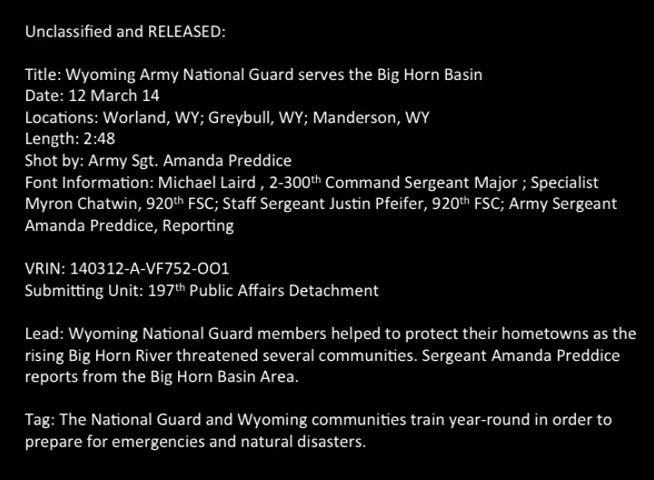 Unclassified and RELEASED:
Title: Wyoming Army National Guard serves the Big Horn Basin
Date: 12 March 14
Locations: Worland, WY; Greybull, WY; Manderson, WY
Length: 2:48
Shot by: Army Sgt. Amanda Preddice
Font Information: Michael Laird , 2-300th Command Sergeant Major ; Specialist
Myron Chatwin, 920th FSC; Staff Sergeant Justin Pfeifer, 920th FSC; Army Sergeant
Amanda Preddice, Reporting
VRIN: 140312-A-VF752-OO1
Submitting Unit: 197th Public Affairs Detachment
Lead: Wyoming National Guard members helped to protect their hometowns as the
rising Big Horn River threatened several communities. Sergeant Amanda Preddice
reports from the Big Horn Basin Area.
Tag: The National Guard and Wyoming communities train year-round in order to
prepare for emergencies and natural disasters.